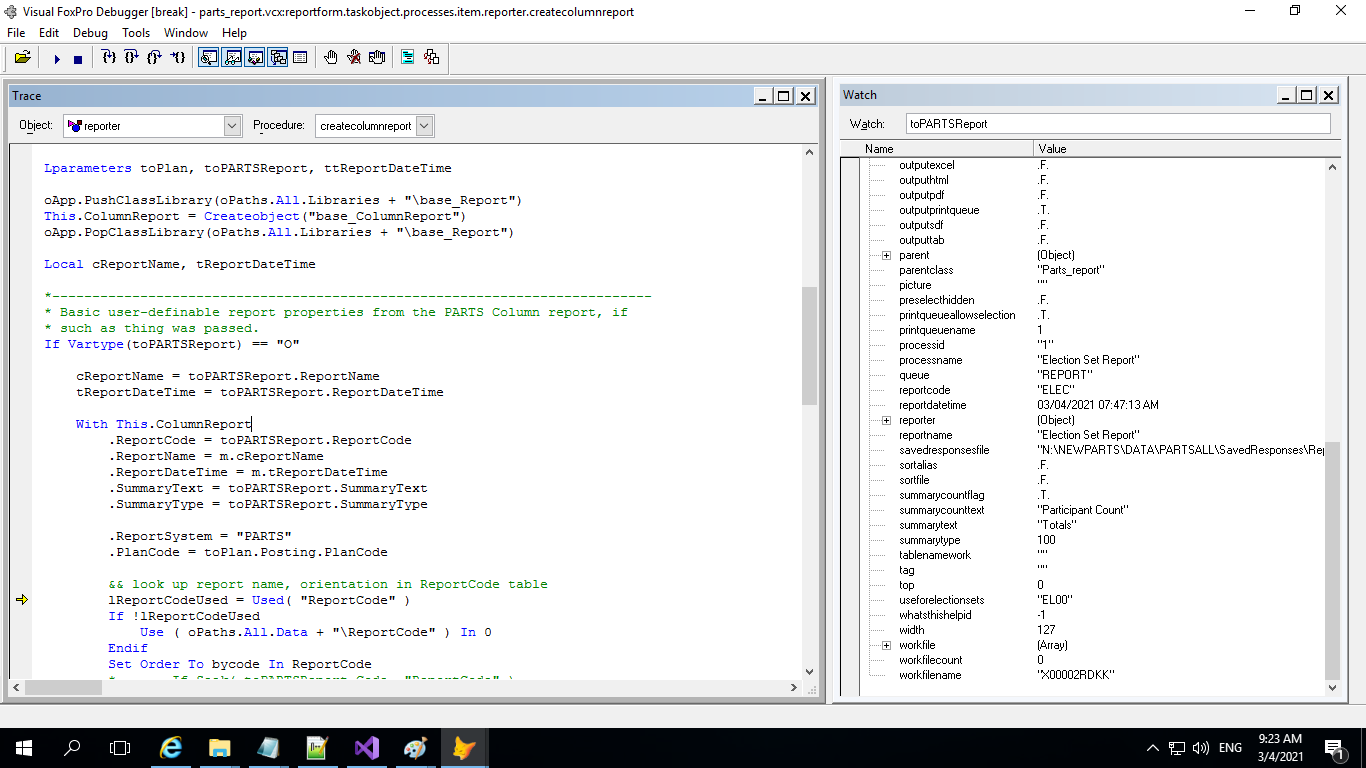 Visual FoxPro Debugger [break] - parts_report.vcx:reportform.taskobject.processes.item.reporter.createcolumnreport
File Edit Debug Tools Window Help
Trace
Object: reporter Procedure: createcolumnreport
Lparameters toPlan, toPARTSReport, ttReportDateTime
oApp.PushClassLibrary(oPaths.All.Libraries + "\base_Report")
This.ColumnReport = Createobject("base_ColumnReport")
oApp.PopClassLibrary(oPaths.All.Libraries + "\base_Report")
Local cReportName, tReportDateTime
*---------------------------------------------------------------------------
* Basic user-definable report properties from the PARTS Column report, if
* such as thing was passed.
If Vartype(toPARTSReport) == "O"
cReportName = toPARTSReport.ReportName
tReportDateTime = toPARTSReport.ReportDateTime
With This.ColumnReport
.ReportCode = toPARTSReport.ReportCode
.ReportName = m.cReportName
.ReportDateTime = m.tReportDateTime
.SummaryText = toPARTSReport.SummaryText
.SummaryType = toPARTSReport.SummaryType
.ReportSystem = "PARTS"
.PlanCode = toPlan.Posting.PlanCode
&& look up report name, orientation in ReportCode table
lReportCodeUsed = Used( "ReportCode" )
If !lReportCodeUsed
Use ( oPaths.All.Data + "\ReportCode" ) In 0
Endif
Set Order To bycode In ReportCode
Watch
Watch: toPARTSReport
Name Value
outputexcel .F.
outputhtml .F.
outputpdf .F.
outputprintqueue .T.
outputsdf .F.
outputtab .F.
parent (Object)
parentclass "Parts_report"
picture ""
preselecthidden .F.
printqueueallowselection .T.
printqueuename 1
processid "1"
processname "Election Set Report"
queue "REPORT"
reportcode "ELEC"
reportdatetime 03/04/2021 07:47:13 AM
reporter (Object)
reportname "Election Set Report"
savedresponsesfile "N:\NEWPARTS\DATA\PARTSALL\SavedResponses\Rep
sortalias .F.
sortfile .F.
summarycountflag .T.
summarycounttext "Participant Count"
summarytext "Totals"
summarytype 100
tablenamework ""
tag ""
top 0
useforelectionsets "EL00"
whatsthishelpid -1
width 127
workfile (Array)
workfilecount 0
workfilename "X00002RDKK"
ENG
9:23 AM
3/4/2021
1